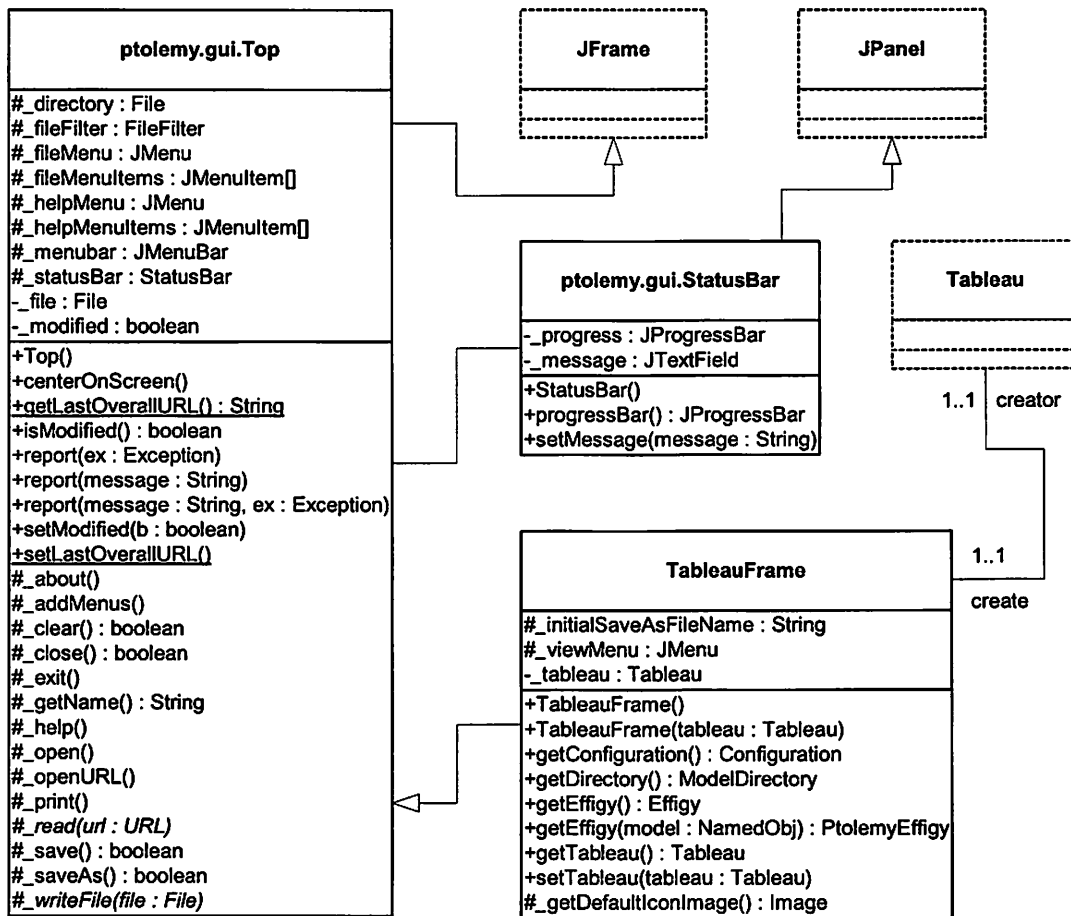 ptolemy.gui.Top
#_directory : File
#_fileFilter : FileFilter
#_fileMenu : JMenu
#_fileMenuItems : JMenuItem[]
#_helpMenu : JMenu
#_helpMenuItems : JMenuItem[]
#_menubar : JMenuBar
#_statusBar : StatusBar
-_file : File
-_modified : boolean
+Top()
+centerOnScreen()
+getLastOverallURL() : String
+isModified() : boolean
+report(ex : Exception)
+report(message : String)
+report(message : String, ex : Exception)
+setModified(b : boolean)
+setLastOverallURL()
#_about()
#_addMenus()
#_clear() : boolean
#_close() : boolean
#_exit()
#_getName() : String
#_help()
#_open()
#_openURL()
#_print()
#_read(url : URL)
#_save() : boolean
#_saveAs() : boolean
#_writeFile(file : File)
JFrame
JPanel
ptolemy.gui.StatusBar
-_progress : JProgressBar
-_message : JTextField
+StatusBar()
+progressBar() : JProgressBar
+setMessage(message : String)
Tableau
1..1 creator
1..1
create
TableauFrame
#_initialSaveAsFileName : String
#_viewMenu : JMenu
-_tableau : Tableau
+TableauFrame()
+TableauFrame(tableau : Tableau)
+getConfiguration() : Configuration
+getDirectory() : ModelDirectory
+getEffigy() : Effigy
+getEffigy(model : NamedObj) : PtolemyEffigy
+getTableau() : Tableau
+setTableau(tableau : Tableau)
#_getDefaultIconImage() : Image